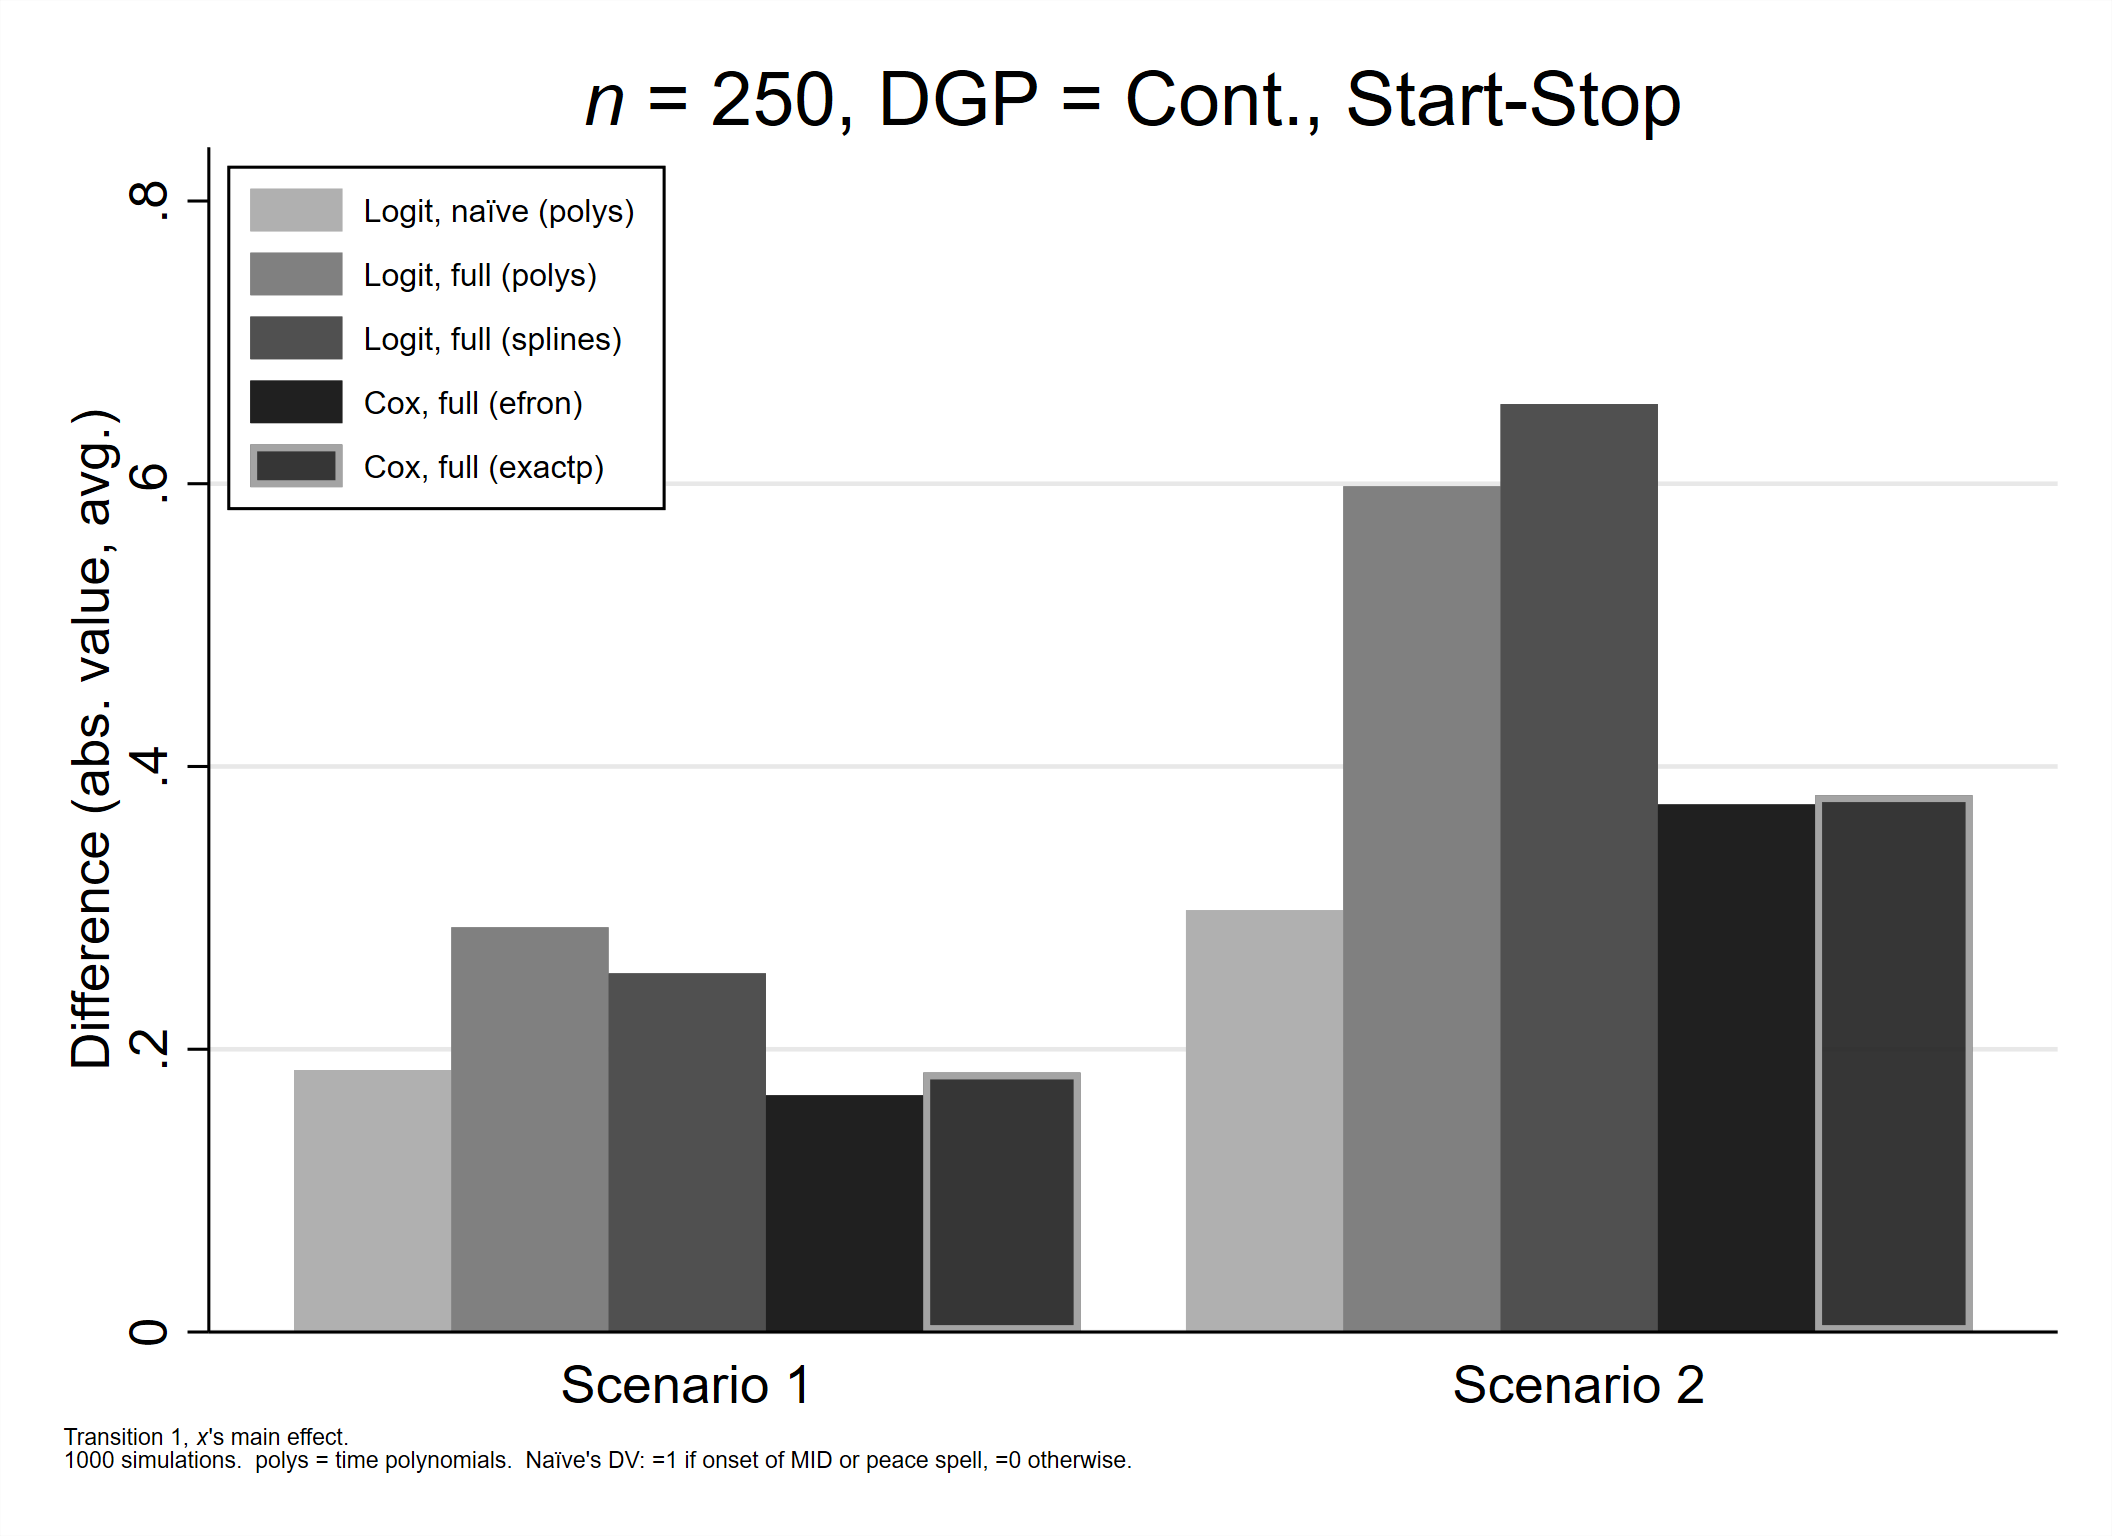 n = 250, DGP = Cont., Start-Stop
Logit, naïve (polys)
Logit, full (polys)
Logit, full (splines)
Cox, full (efron)
Cox, full (exactp)
Difference (abs. value, avg.)
.8
.6
.4
.2
0
Scenario 1
Scenario 2
Transition 1, x's main effect.
1000 simulations.  polys = time polynomials.  Naïve's DV: =1 if onset of MID or peace spell, =0 otherwise.